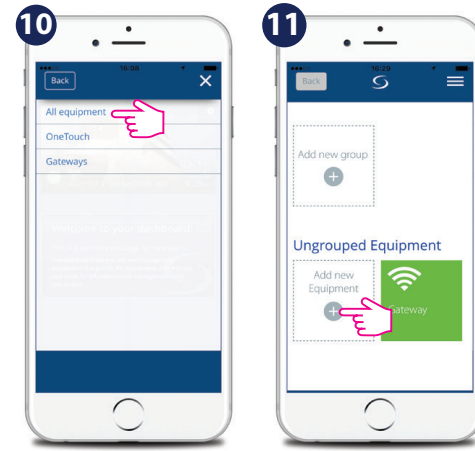 10
16:08
Back
All equipment
OneTouch
Gateways
Welcome to your dashboard
11
16:29
Back
Add new group
Ungrouped Equipment
Add new
Equipment
Gateway